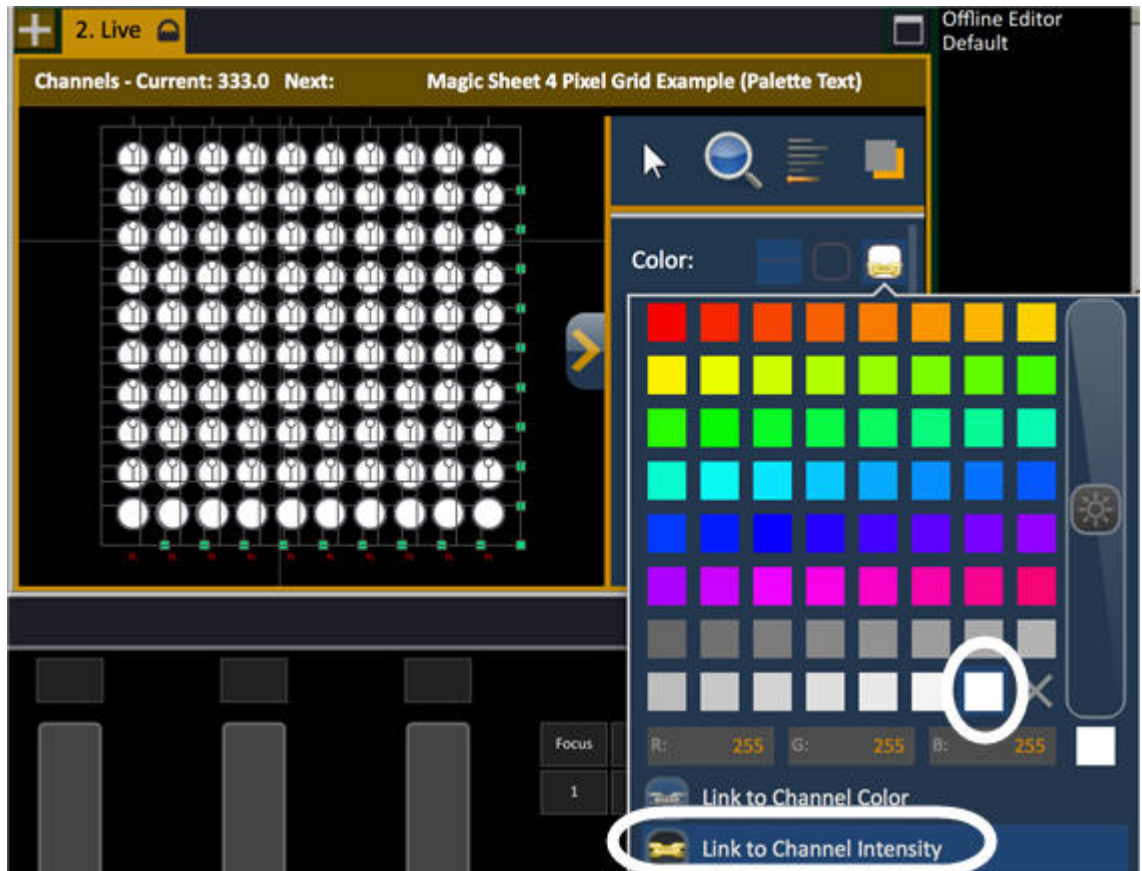 2. Live
Offline Editor
Default
Channels - Current: 333.0 Next:
Magic Sheet 4 Pixel Grid Example (Palette Text)
Color:
R: 255 G: 255 B: 255
Focus
1
Link to Channel Color
Link to Channel Intensity